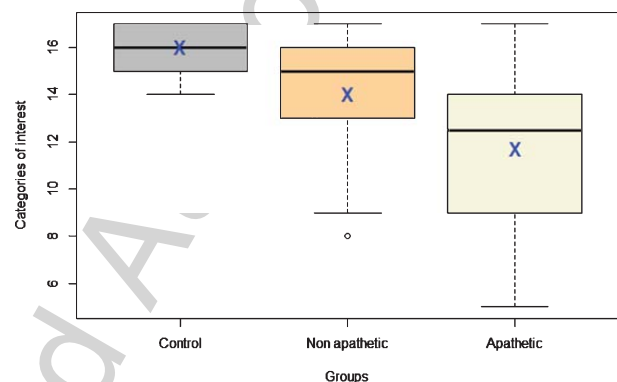 16
14
12
10
8
6
Categories of interest
X
X
X
Control Non apathetic Apathetic
Groups